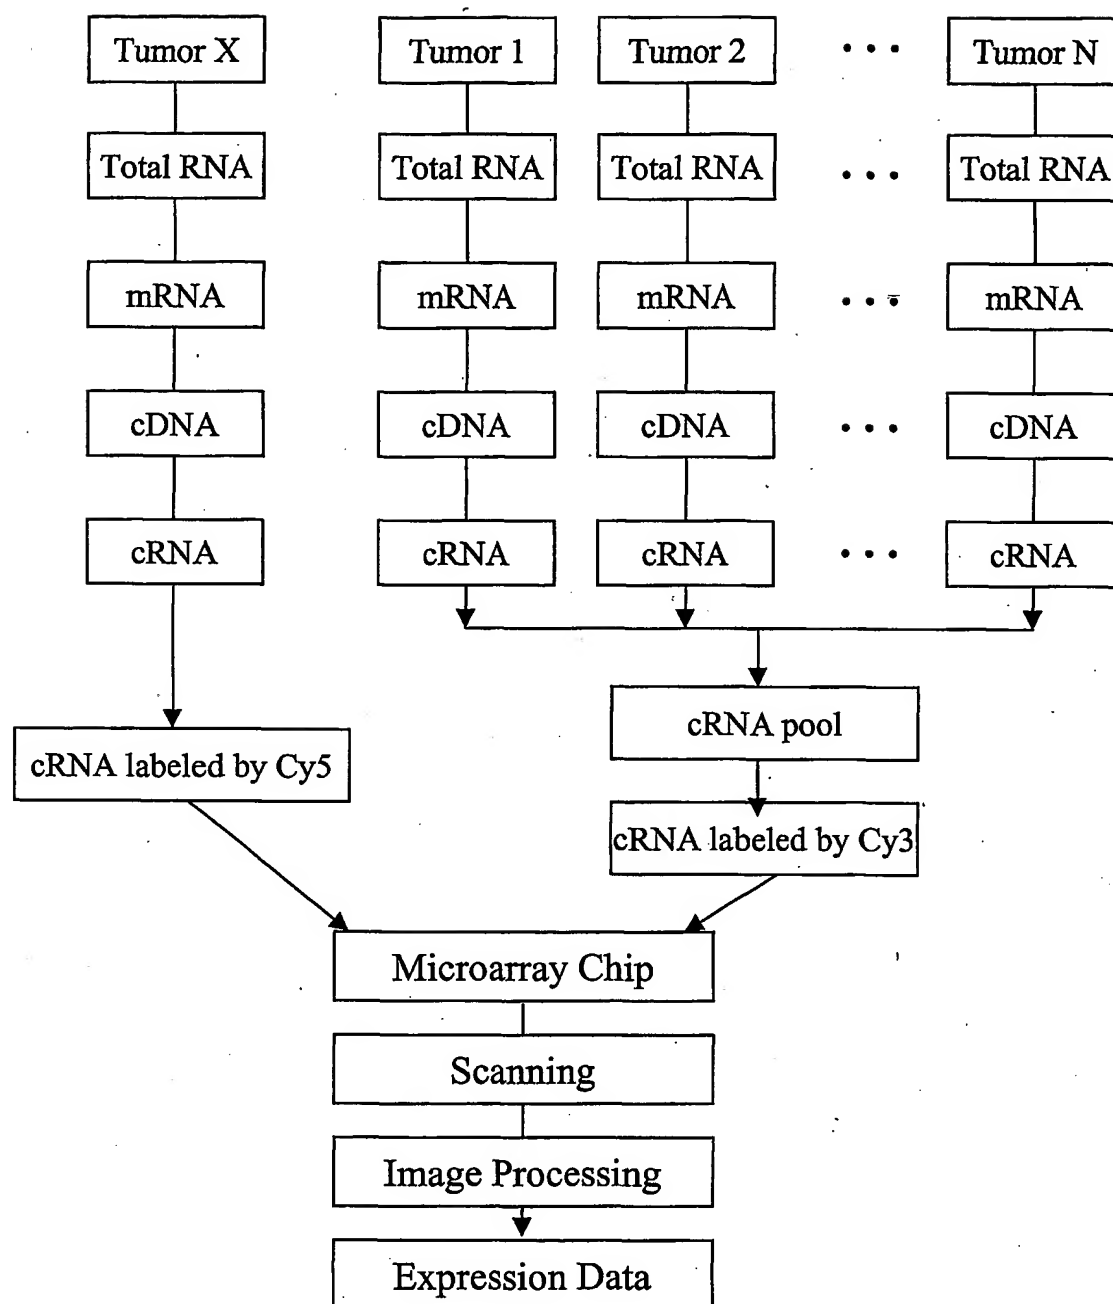 Tumor X Tumor 1 Tumor 2 • • • Tumor N
Total RNA Total RNA Total RNA • • • Total RNA
mRNA mRNA mRNA • • • mRNA
cDNA cDNA cDNA • • • cDNA
cRNA cRNA cRNA • • • cRNA
cRNA pool
cRNA labeled by Cy5
cRNA labeled by Cy3
Microarray Chip
Scanning
Image Processing
Expression Data